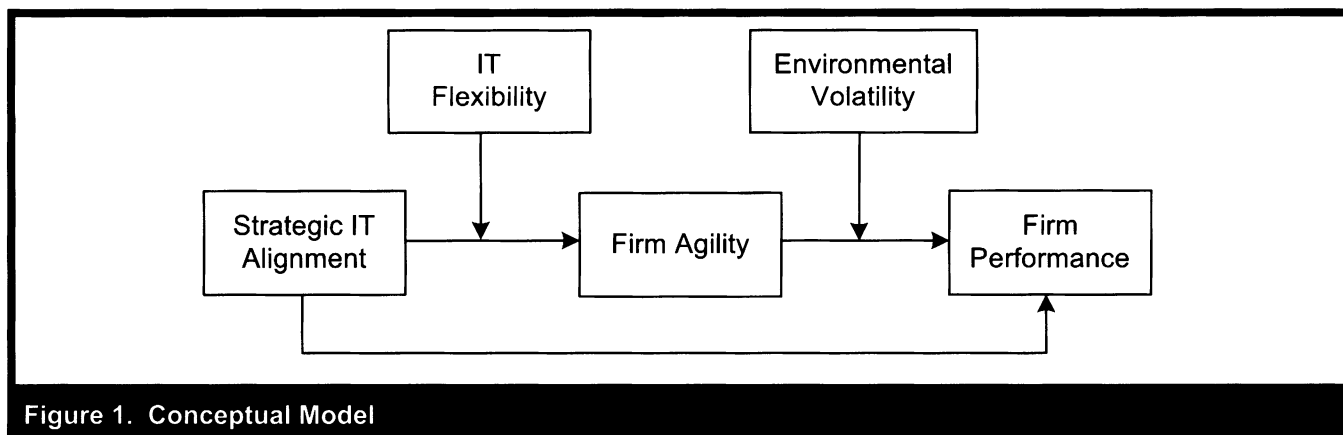 IT
Flexibility
Environmental
Volatility
Strategic IT
Alignment
Firm Agility
Firm
Performance
Figure 1. Conceptual Model